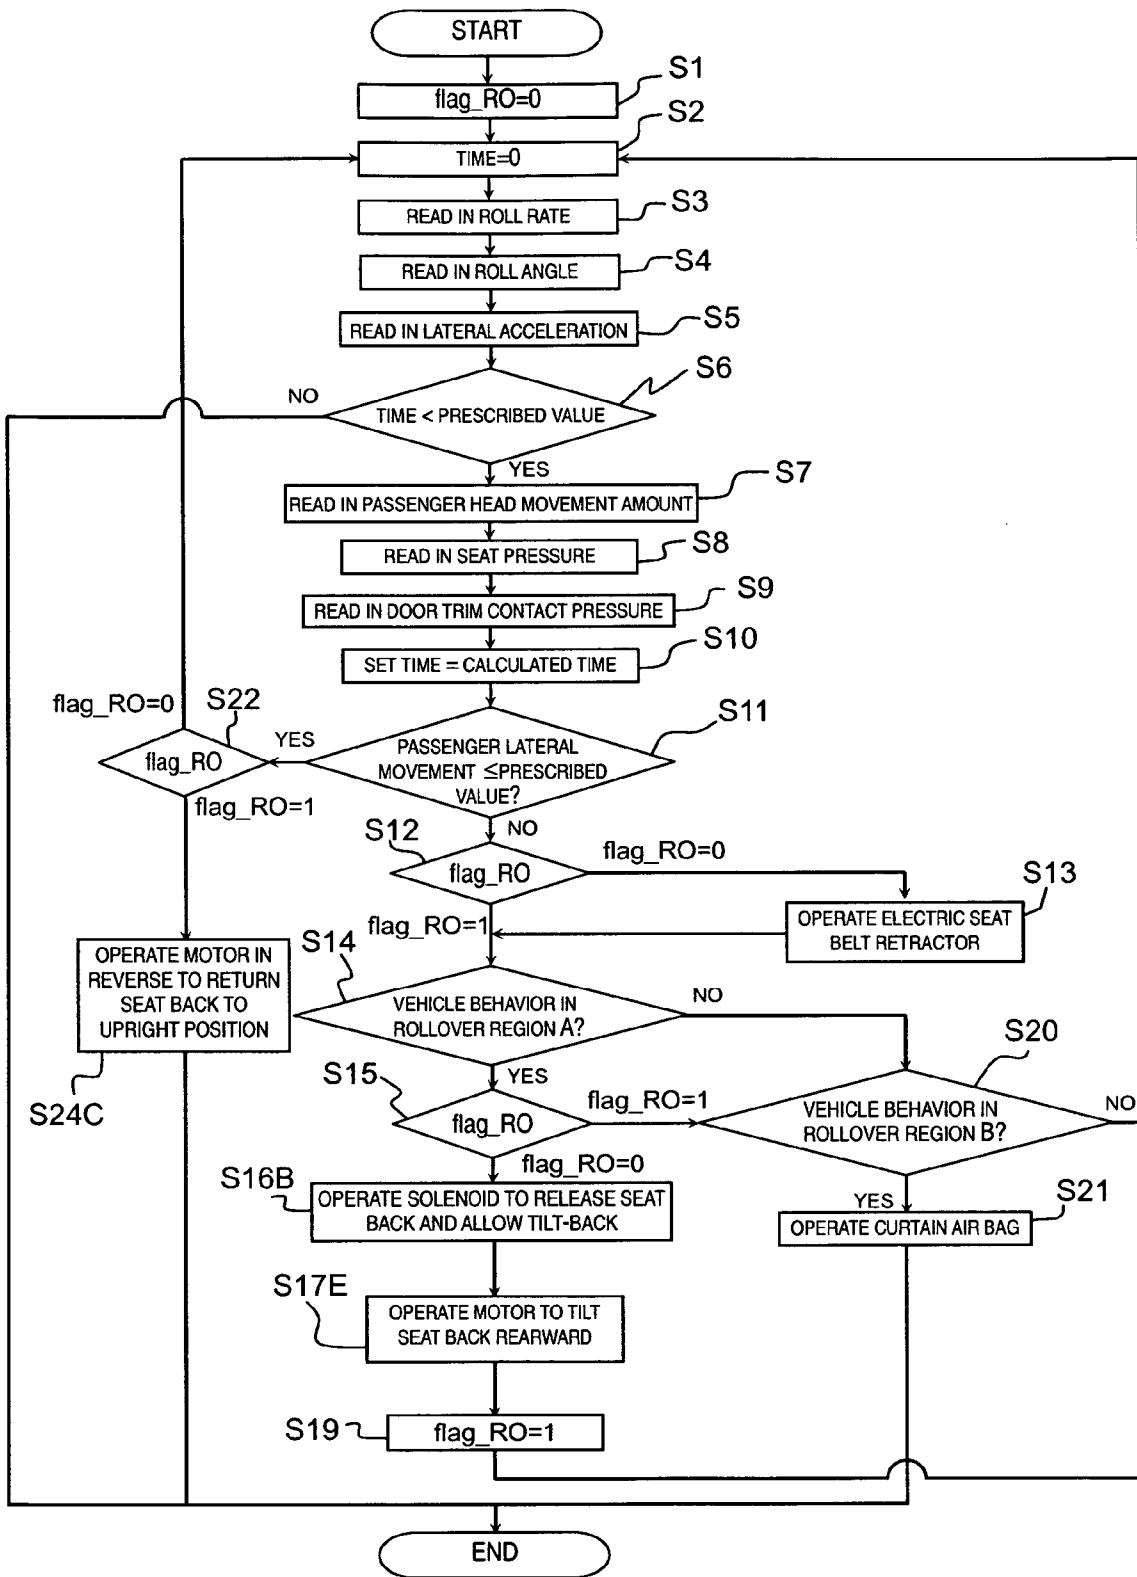 START
S1
flag_RO=0
S2
TIME=0
S3
READ IN ROLL RATE
S4
READ IN ROLL ANGLE
S5
READ IN LATERAL ACCELERATION
S6
NO
TIME < PRESCRIBED VALUE
YES
S7
READ IN PASSENGER HEAD MOVEMENT AMOUNT
S8
READ IN SEAT PRESSURE
S9
READ IN DOOR TRIM CONTACT PRESSURE
S10
SET TIME = CALCULATED TIME
flag_RO=0
S22
S11
YES
flag_RO
PASSENGER LATERAL
MOVEMENT ≤PRESCRIBED
VALUE?
flag_RO=1
NO
S12
flag_RO=0
flag_RO
S13
flag_RO=1
OPERATE ELECTRIC SEAT
BELT RETRACTOR
S14
OPERATE MOTOR IN
REVERSE TO RETURN
SEAT BACK TO
UPRIGHT POSITION
S24C
VEHICLE BEHAVIOR IN
ROLLOVER REGION A?
NO
S20
YES
S15
flag_RO=1
flag_RO
VEHICLE BEHAVIOR IN
ROLLOVER REGION B?
NO
flag_RO=0
S16B
OPERATE SOLENOID TO RELEASE SEAT
BACK AND ALLOW TILT-BACK
YES
S21
OPERATE CURTAIN AIR BAG
S17E
OPERATE MOTOR TO TILT
SEAT BACK REARWARD
S19
flag_RO=1
END